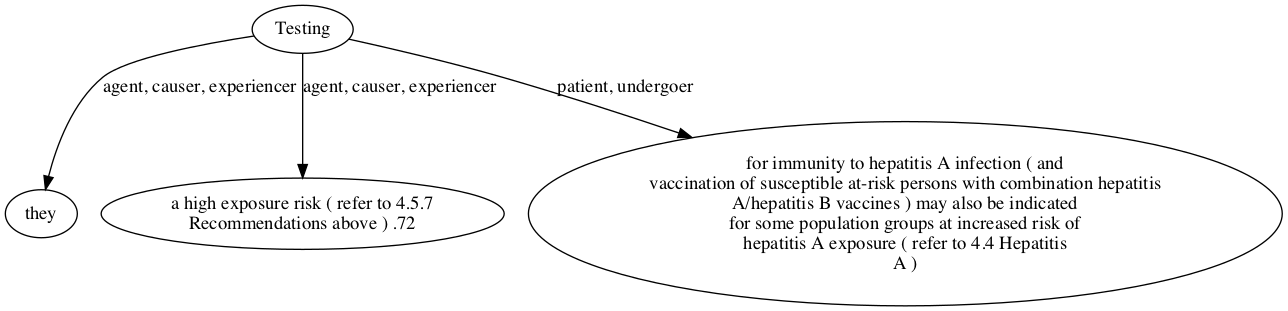 Testing
agent, causer, experiencer
agent, causer, experiencer
patient, undergoer
for immunity to hepatitis A infection ( and
vaccination of susceptible at-risk persons with combination hepatitis
A/hepatitis B vaccines ) may also be indicated
for some population groups at increased risk of
hepatitis A exposure ( refer to 4.4 Hepatitis
A )
they
a high exposure risk ( refer to 4.5.7
Recommendations above ) .72